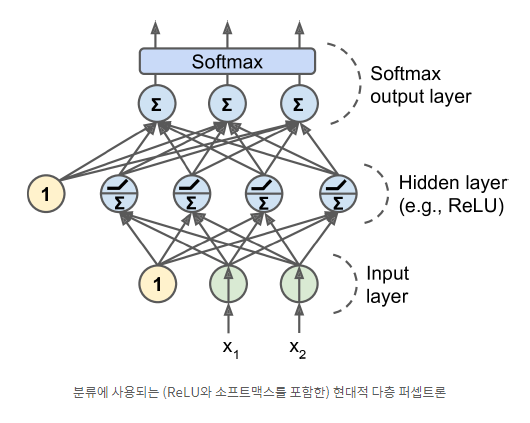 Softmax
Softmax
output layer
Σ Σ Σ
1
Σ Σ Σ Σ
Hidden layer
(e.g., ReLU)
1
Input
layer
x1 x2
분류에 사용되는 (ReLU와 소프트맥스를 포함한) 현대적 다층 퍼셉트론